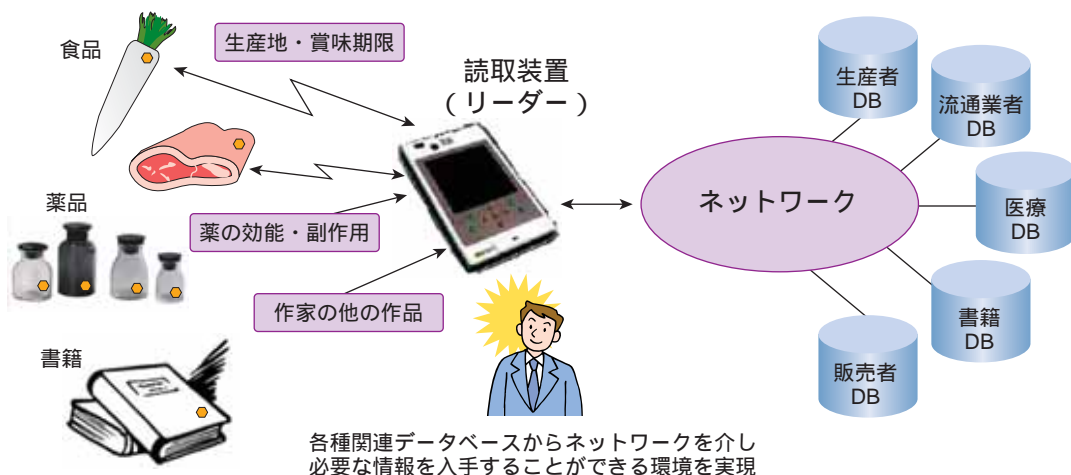 食品
生産地・賞味期限
読取装置
(リーダー)
薬品
薬の効能・副作用
作家の他の作品
書籍
ネットワーク
生産者
DB
流通業者
DB
医療
DB
書籍
DB
販売者
DB
各種関連データベースからネットワークを介し
必要な情報を入手することができる環境を実現